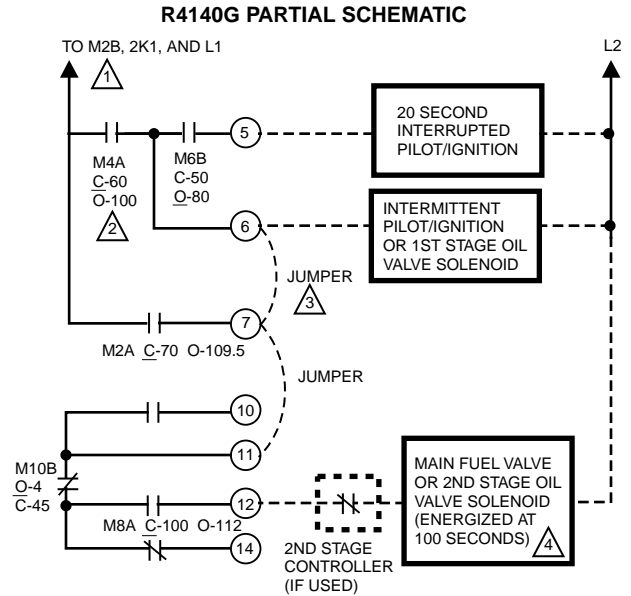 R4140G PARTIAL SCHEMATIC
TO M2B, 2K1, AND L1
L2
1
20 SECOND
INTERRUPTED
PILOT/IGNITION
5
M4A
C-60
O-100
M6B
C-50
O-80
2
INTERMITTENT
PILOT/IGNITION
OR 1ST STAGE OIL
VALVE SOLENOID
6
JUMPER
3
7
M2A C-70 O-109.5
JUMPER
10
11
M10B
O-4
C-45
12
M8A C-100 O-112
14
2ND STAGE
CONTROLLER
(IF USED)
MAIN FUEL VALVE
OR 2ND STAGE OIL
VALVE SOLENOID
(ENERGIZED AT
100 SECONDS)
4